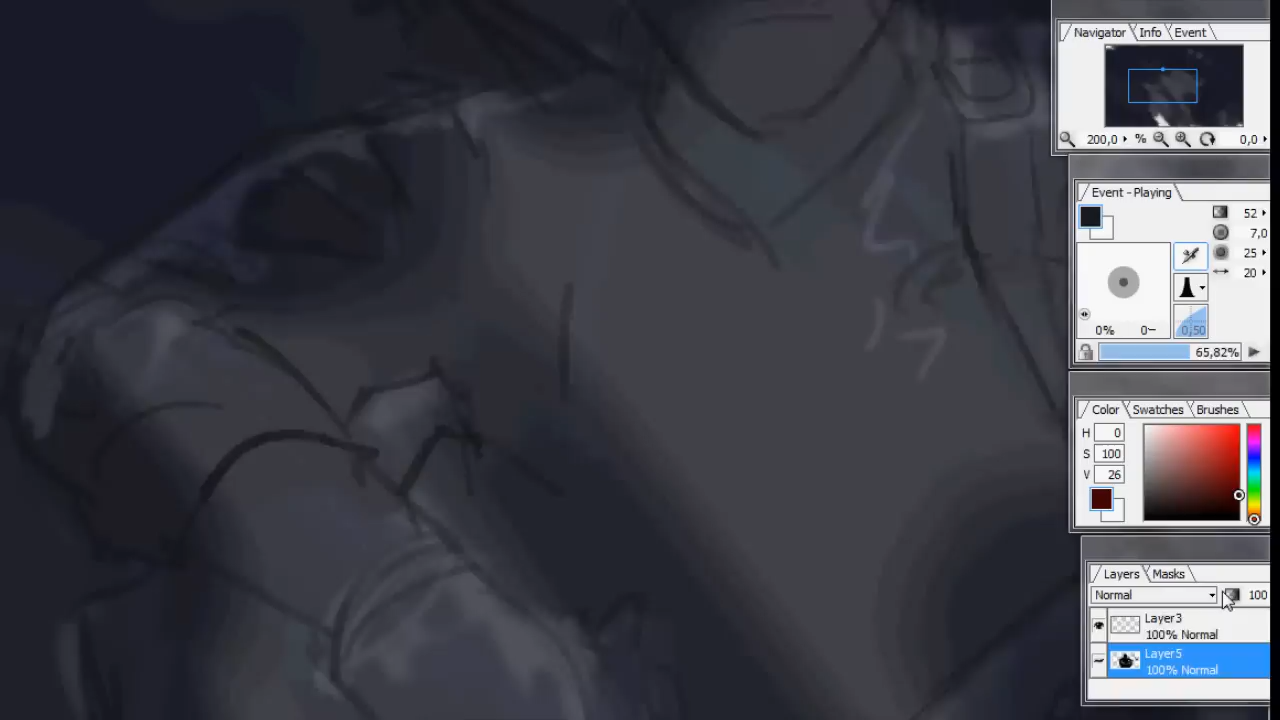 Navigator Info Event
200,0 % 0,0
Event - Playing
52
7,0
25
20
0% 0
0,50
65,82%
Color Swatches Brushes
H 0
S 100
V 26
Layers Masks
Normal 100
Layer3
100% Normal
Layer5
100% Normal